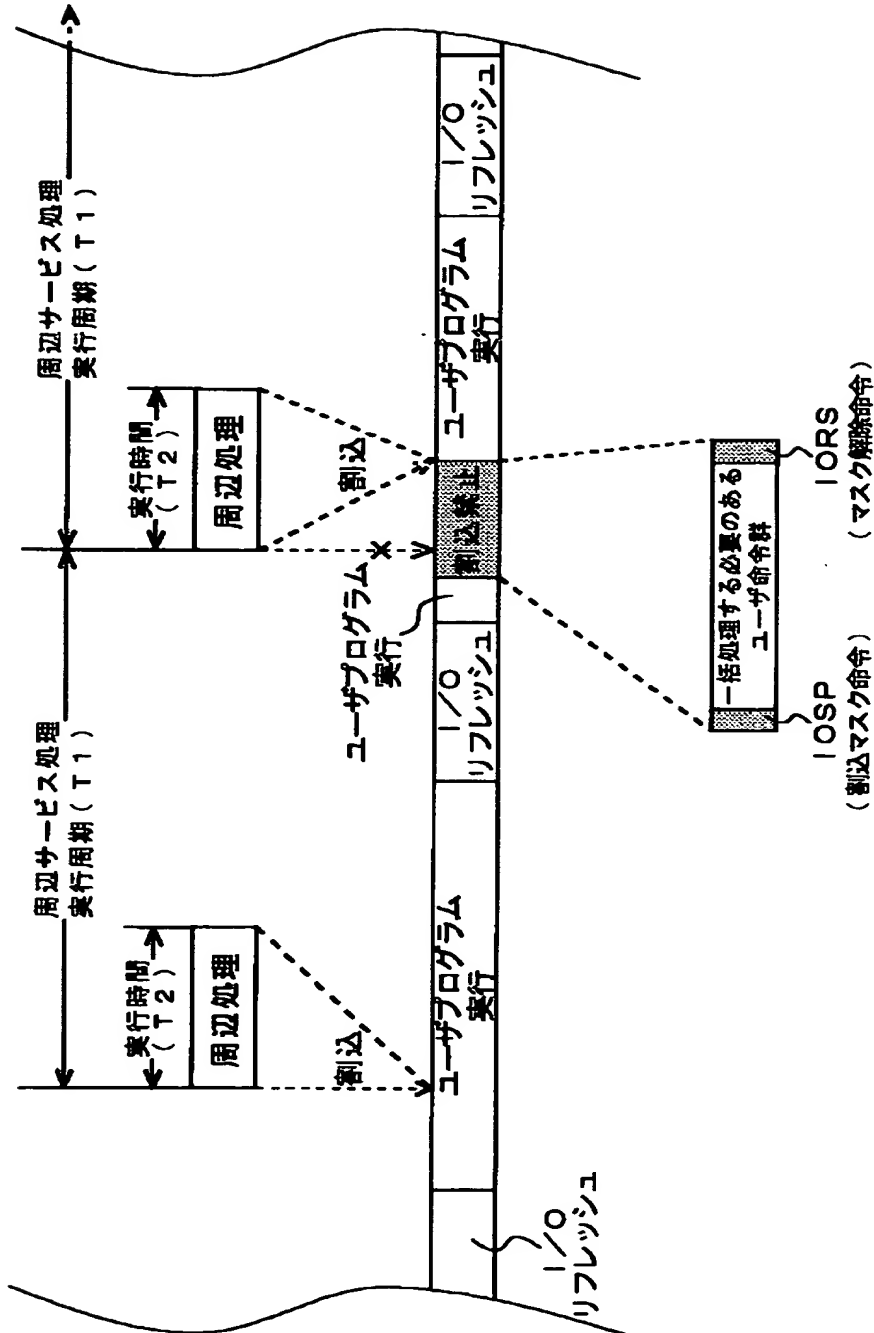 周辺サービス処理
実行周期(T1)
周辺サービス処理
実行周期(T1)
実行時間
(T2)
周辺処理
割込
実行時間
(T2)
周辺処理
割込
I/O
リフレッシュ
ユーザプログラム
実行
I/O
リフレッシュ
ユーザプログラム
実行
割込禁止
ユーザプログラム
実行
I/O
リフレッシュ
一括処理する必要のある
ユーザ命令群
IOSP
(割込マスク命令)
IORS
(マスク解除命令)